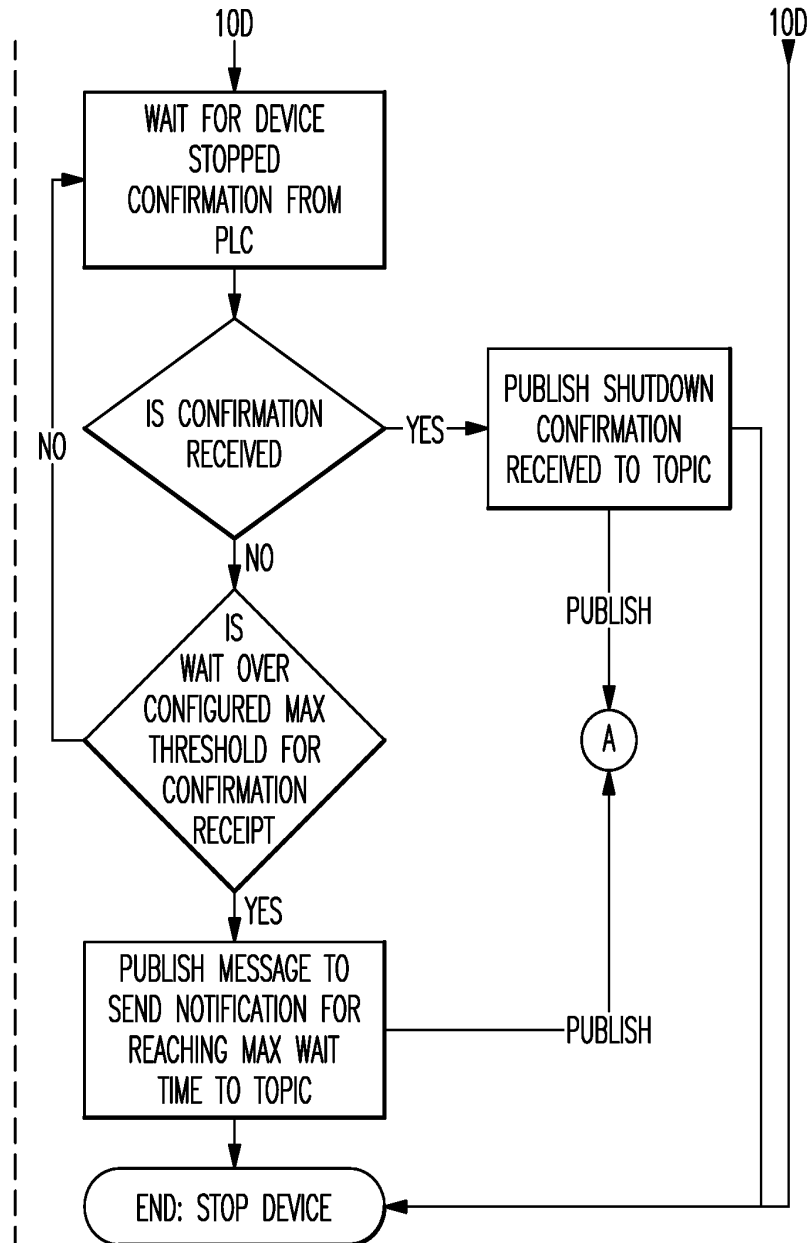 10D
10D
WAIT FOR DEVICE
STOPPED
CONFIRMATION FROM
PLC
IS CONFIRMATION
RECEIVED
YES
PUBLISH SHUTDOWN
CONFIRMATION
RECEIVED TO TOPIC
NO
NO
PUBLISH
IS
WAIT OVER
CONFIGURED MAX
THRESHOLD FOR
CONFIRMATION
RECEIPT
A
YES
PUBLISH MESSAGE TO
SEND NOTIFICATION FOR
REACHING MAX WAIT
TIME TO TOPIC
PUBLISH
END: STOP DEVICE